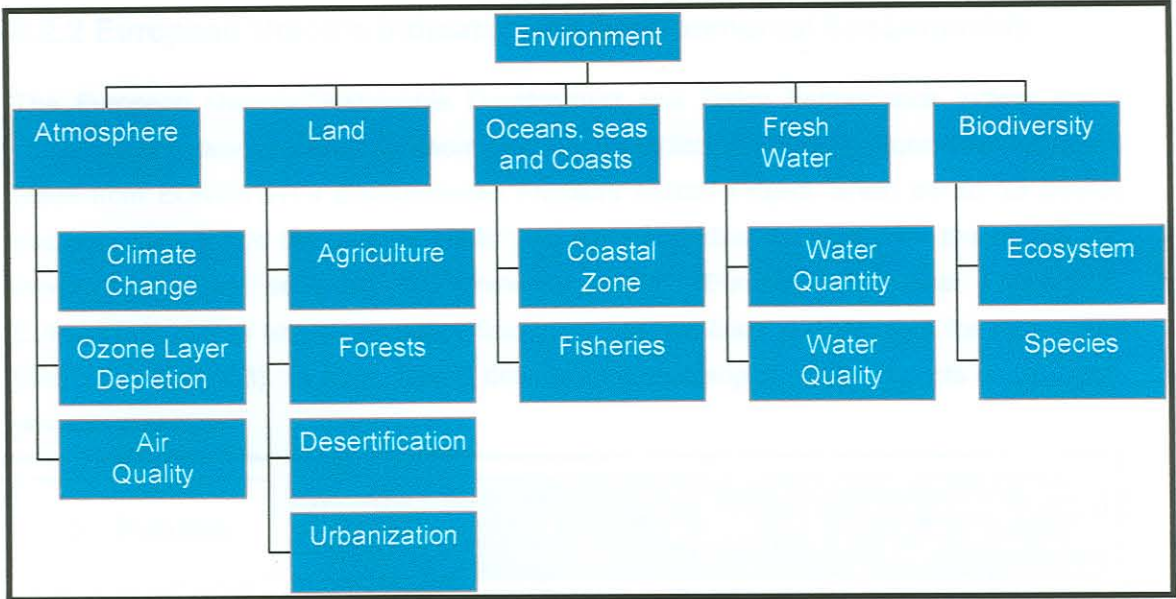 Environment
Atmosphere
Land
Oceans, seas
and Coasts
Fresh
Water
Biodiversity
Climate
Change
Ozone Layer
Depletion
Air
Quality
Agriculture
Forests
Desertification
Urbanization
Coastal
Zone
Fisheries
Water
Quantity
Water
Quality
Ecosystem
Species